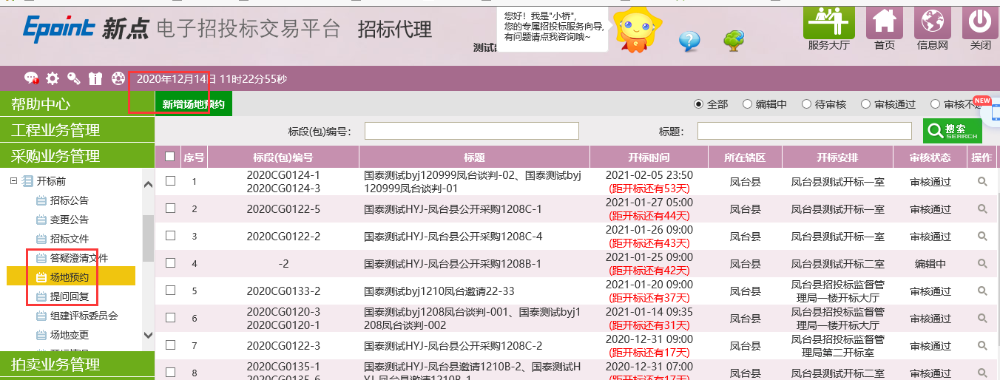 您好！我是"小桥",
您的专属招投标服务向导,
有问题请点我咨询哦~
Epoint 新点 电子招投标交易平台 招标代理
测试
服务大厅 首页 信息网 关闭
2020年12月14日 11时22分55秒
帮助中心
工程业务管理
采购业务管理
开标前
招标公告
变更公告
招标文件
答疑澄清文件
场地预约
提问回复
组建评标委员会
场地变更
拍卖业务管理
新增场地预约
全部 编辑中 待审核 审核通过 审核不
NEW
标段(包)编号： 标题： 搜索
SEARCH
序号 标段(包)编号 标题 开标时间 所在辖区 开标安排 审核状态 操作
1 2020CG0124-1 国泰测试byj120999凤台谈判-02、国泰测试byj 2021-02-05 23:50 凤台县 凤台县测试开标一室 审核通过
2020CG0124-3 120999凤台谈判-01 (距开标还有53天)
2 2020CG0122-5 国泰测试HYJ-凤台县公开采购1208C-1 2021-01-27 05:00 凤台县 凤台县测试开标一室 审核通过
(距开标还有44天)
3 2020CG0122-2 国泰测试HYJ-凤台县公开采购1208C-4 2021-01-26 09:00 凤台县 凤台县测试开标一室 审核通过
(距开标还有43天)
4 -2 国泰测试HYJ-凤台县公开采购1208B-1 2021-01-25 09:00 凤台县 凤台县测试开标二室 编辑中
(距开标还有42天)
5 2020CG0133-2 国泰测试byj1210凤台邀请22-33 2021-01-20 09:00 凤台县 凤台县招投标监督管 审核通过
(距开标还有37天) 理局一楼开标大厅
6 2020CG0120-3 国泰测试byj1208凤台谈判-001、国泰测试byj1 2021-01-14 09:35 凤台县 凤台县招投标监督管 审核通过
2020CG0120-1 208凤台谈判-002 (距开标还有31天) 理局一楼开标大厅
7 2020CG0122-3 国泰测试HYJ-凤台县公开采购1208C-2 2020-12-31 09:00 凤台县 凤台县招投标监督管 审核通过
(距开标还有17天) 理局第二开标室
8 2020CG0135-1 国泰测试HYJ-凤台县邀请1210B-2、国泰测试H 2020-12-31 07:00 凤台县 凤台县测试开标二室 审核通过
2020CG0135-6 YJ-凤台县邀请1210B-1 (距开标还有17天)